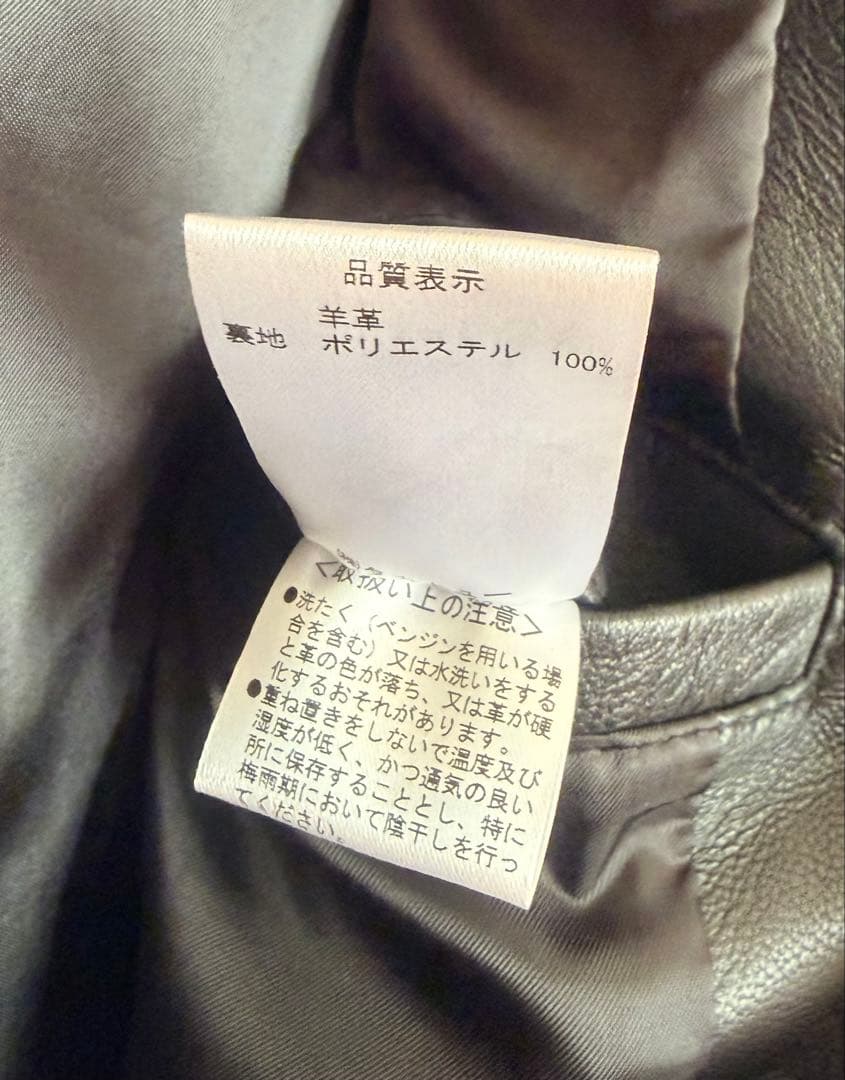 品質表示
羊革
裏地 ポリエステル 100%
<取扱い上の注意>
●洗たく（ベンジンを用いる場
合を含む）又は水洗いをする
と革の色が落ち、又は革が硬
化するおそれがあります。
●重ね置きをしないで温度及び
湿度が低く、かつ通気の良い
所に保存することとし、特に
梅雨期において陰干しを行っ
てください。